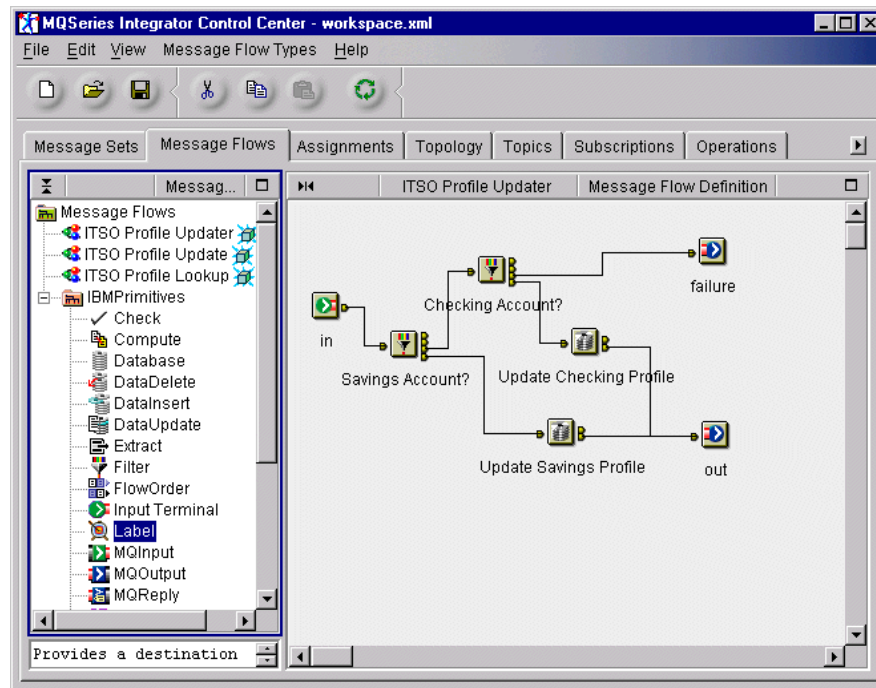 MQSeries Integrator Control Center - workspace.xml
File Edit View Message Flow Types Help
Message Sets Message Flows Assignments Topology Topics Subscriptions Operations
Messag...
Message Flows
ITSO Profile Updater
ITSO Profile Update
ITSO Profile Lookup
IBMPrimitives
Check
Compute
Database
DataDelete
DataInsert
DataUpdate
Extract
Filter
FlowOrder
Input Terminal
Label
MQInput
MQOutput
MQReply
Provides a destination
ITSO Profile Updater Message Flow Definition
failure
Checking Account?
in
Savings Account?
Update Checking Profile
Update Savings Profile
out